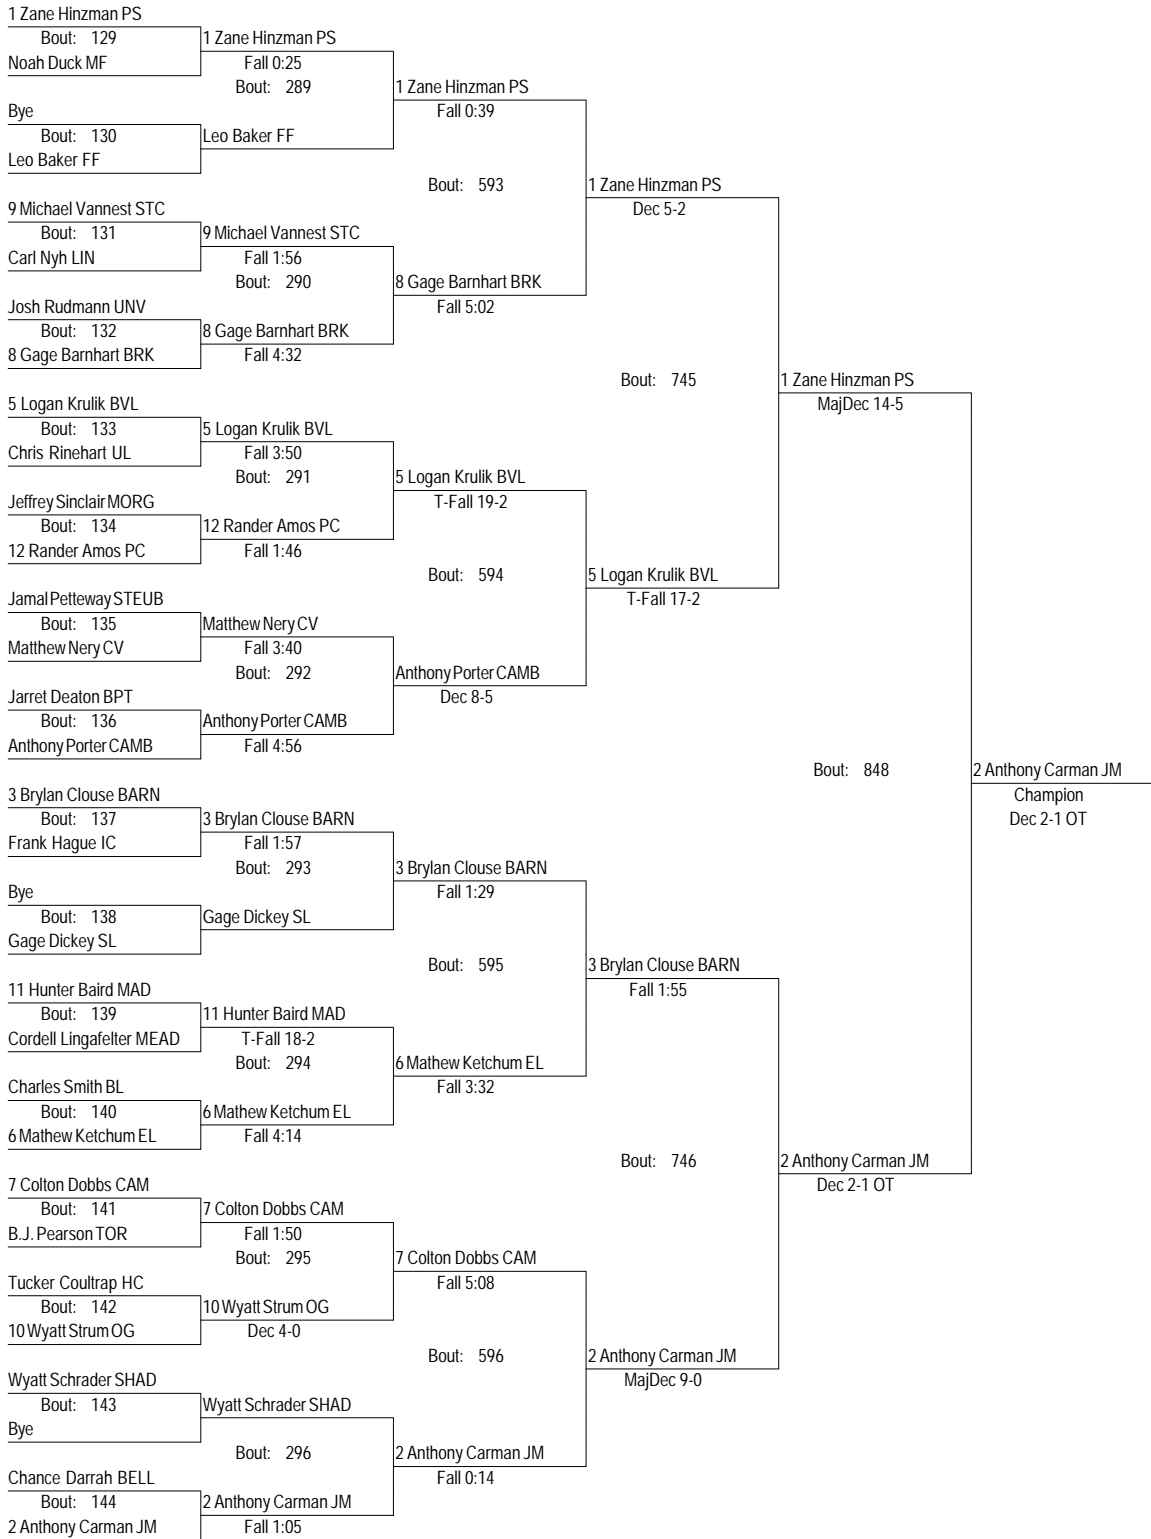 1 Zane Hinzman PS
Bout: 129
1 Zane Hinzman PS
Noah Duck MF
Fall 0:25
Bout: 289
1 Zane Hinzman PS
Bye
Fall 0:39
Bout: 130
Leo Baker FF
Leo Baker FF
Bout: 593
1 Zane Hinzman PS
9 Michael Vannest STC
Dec 5-2
Bout: 131
9 Michael Vannest STC
Carl Nyh LIN
Fall 1:56
Bout: 290
8 Gage Barnhart BRK
Josh Rudmann UNV
Fall 5:02
Bout: 132
8 Gage Barnhart BRK
8 Gage Barnhart BRK
Fall 4:32
Bout: 745
1 Zane Hinzman PS
5 Logan Krulik BVL
MajDec 14-5
Bout: 133
5 Logan Krulik BVL
Chris Rinehart UL
Fall 3:50
Bout: 291
5 Logan Krulik BVL
Jeffrey Sinclair MORG
T-Fall 19-2
Bout: 134
12 Rander Amos PC
12 Rander Amos PC
Fall 1:46
Bout: 594
5 Logan Krulik BVL
Jamal Petteway STEUB
T-Fall 17-2
Bout: 135
Matthew Nery CV
Matthew Nery CV
Fall 3:40
Bout: 292
Anthony Porter CAMB
Jarret Deaton BPT
Dec 8-5
Bout: 136
Anthony Porter CAMB
Anthony Porter CAMB
Fall 4:56
Bout: 848
2 Anthony Carman JM
3 Brylan Clouse BARN
Champion
Bout: 137
3 Brylan Clouse BARN
Dec 2-1 OT
Frank Hague IC
Fall 1:57
Bout: 293
3 Brylan Clouse BARN
Bye
Fall 1:29
Bout: 138
Gage Dickey SL
Gage Dickey SL
Bout: 595
3 Brylan Clouse BARN
11 Hunter Baird MAD
Fall 1:55
Bout: 139
11 Hunter Baird MAD
Cordell Lingafelter MEAD
T-Fall 18-2
Bout: 294
6 Mathew Ketchum EL
Charles Smith BL
Fall 3:32
Bout: 140
6 Mathew Ketchum EL
6 Mathew Ketchum EL
Fall 4:14
Bout: 746
2 Anthony Carman JM
7 Colton Dobbs CAM
Dec 2-1 OT
Bout: 141
7 Colton Dobbs CAM
B.J. Pearson TOR
Fall 1:50
Bout: 295
7 Colton Dobbs CAM
Tucker Coultrap HC
Fall 5:08
Bout: 142
10 Wyatt Strum OG
10 Wyatt Strum OG
Dec 4-0
Bout: 596
2 Anthony Carman JM
Wyatt Schrader SHAD
MajDec 9-0
Bout: 143
Wyatt Schrader SHAD
Bye
Bout: 296
2 Anthony Carman JM
Chance Darrah BELL
Fall 0:14
Bout: 144
2 Anthony Carman JM
2 Anthony Carman JM
Fall 1:05